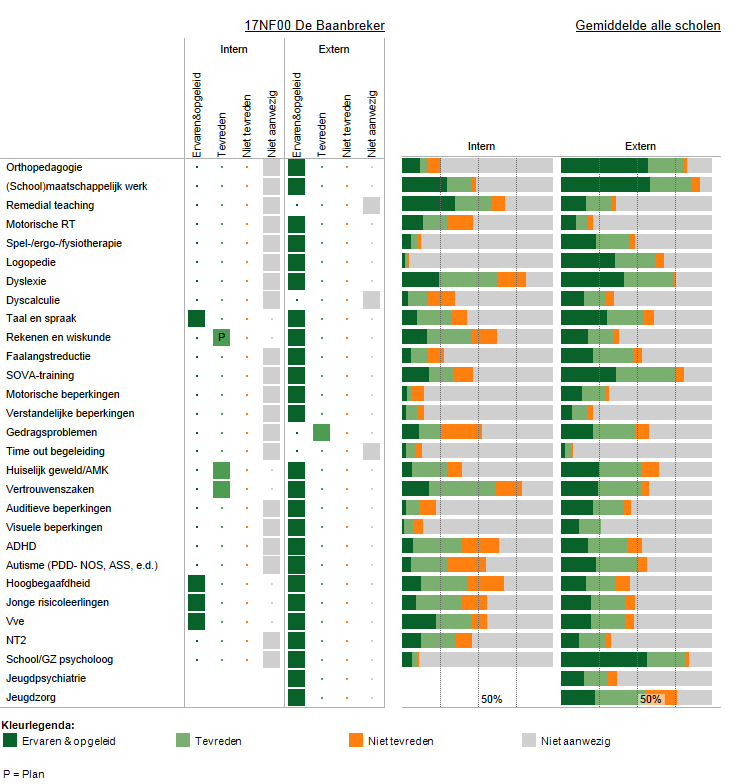 17NF00 De Baanbreker
Gemiddelde alle scholen
Intern
Extern
Ervaren&opgeleid
Tevreden
Niet tevreden
Niet aanwezig
Ervaren&opgeleid
Tevreden
Niet tevreden
Niet aanwezig
Intern
Extern
Orthopedagogie
(School)maatschappelijk werk
Remedial teaching
Motorische RT
Spel-/ergo-/fysiotherapie
Logopedie
Dyslexie
Dyscalculie
Taal en spraak
Rekenen en wiskunde
P
Faalangstreductie
SOVA-training
Motorische beperkingen
Verstandelijke beperkingen
Gedragsproblemen
Time out begeleiding
Huiselijk geweld/AMK
Vertrouwenszaken
Auditieve beperkingen
Visuele beperkingen
ADHD
Autisme (PDD- NOS, ASS, e.d.)
Hoogbegaafdheid
Jonge risicoleerlingen
Vve
NT2
School/GZ psycholoog
Jeugdpsychiatrie
Jeugdzorg
50%
50%
Kleurlegenda:
Ervaren & opgeleid
Tevreden
Niet tevreden
Niet aanwezig
P = Plan